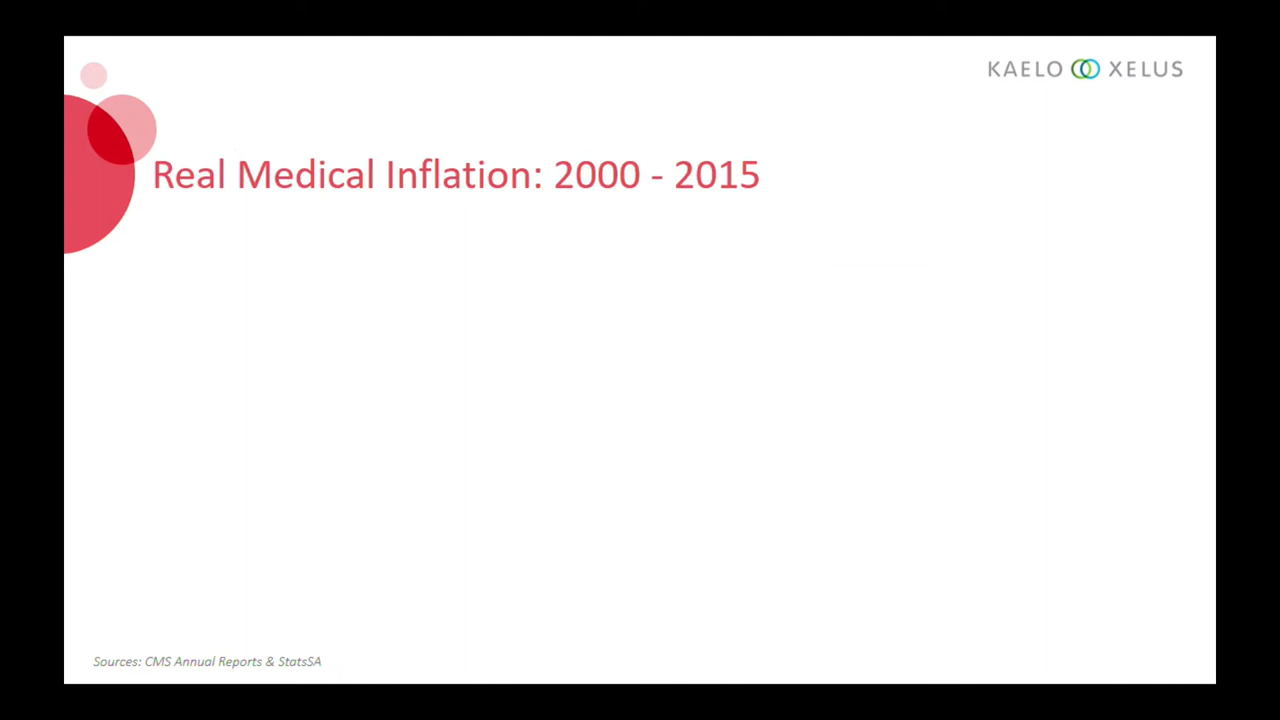 KAELO XELUS
Real Medical Inflation: 2000 - 2015
Sources: CMS Annual Reports & StatsSA